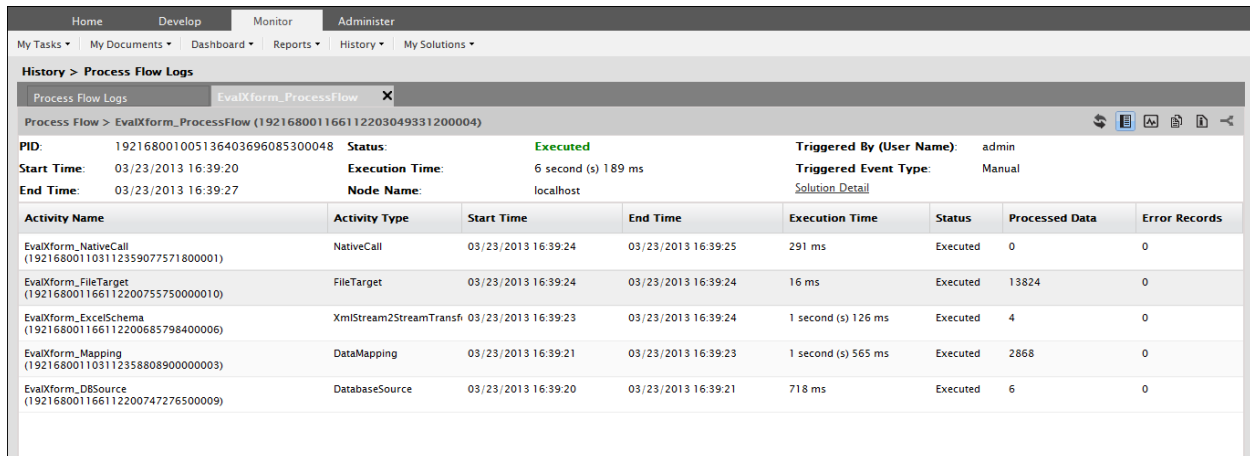 Home Develop Monitor Administer
My Tasks My Documents Dashboard Reports History My Solutions
History > Process Flow Logs
Process Flow Logs EvalXform_ProcessFlow
Process Flow > EvalXform_ProcessFlow (192168001166112203049331200004)
PID: 192168001005136403696085300048 Status: Executed Triggered By (User Name): admin
Start Time: 03/23/2013 16:39:20 Execution Time: 6 second (s) 189 ms Triggered Event Type: Manual
End Time: 03/23/2013 16:39:27 Node Name: localhost Solution Detail
Activity Name Activity Type Start Time End Time Execution Time Status Processed Data Error Records
EvalXform_NativeCall NativeCall 03/23/2013 16:39:24 03/23/2013 16:39:25 291 ms Executed 0 0
(192168001103112359077571800001)
EvalXform_FileTarget FileTarget 03/23/2013 16:39:24 03/23/2013 16:39:24 16 ms Executed 13824 0
(192168001166112200755750000010)
EvalXform_ExcelSchema XmlStream2StreamTransf 03/23/2013 16:39:23 03/23/2013 16:39:24 1 second (s) 126 ms Executed 4 0
(192168001166112200685798400006)
EvalXform_Mapping DataMapping 03/23/2013 16:39:21 03/23/2013 16:39:23 1 second (s) 565 ms Executed 2868 0
(192168001103112358808900000003)
EvalXform_DBSource DatabaseSource 03/23/2013 16:39:20 03/23/2013 16:39:21 718 ms Executed 6 0
(192168001166112200747276500009)